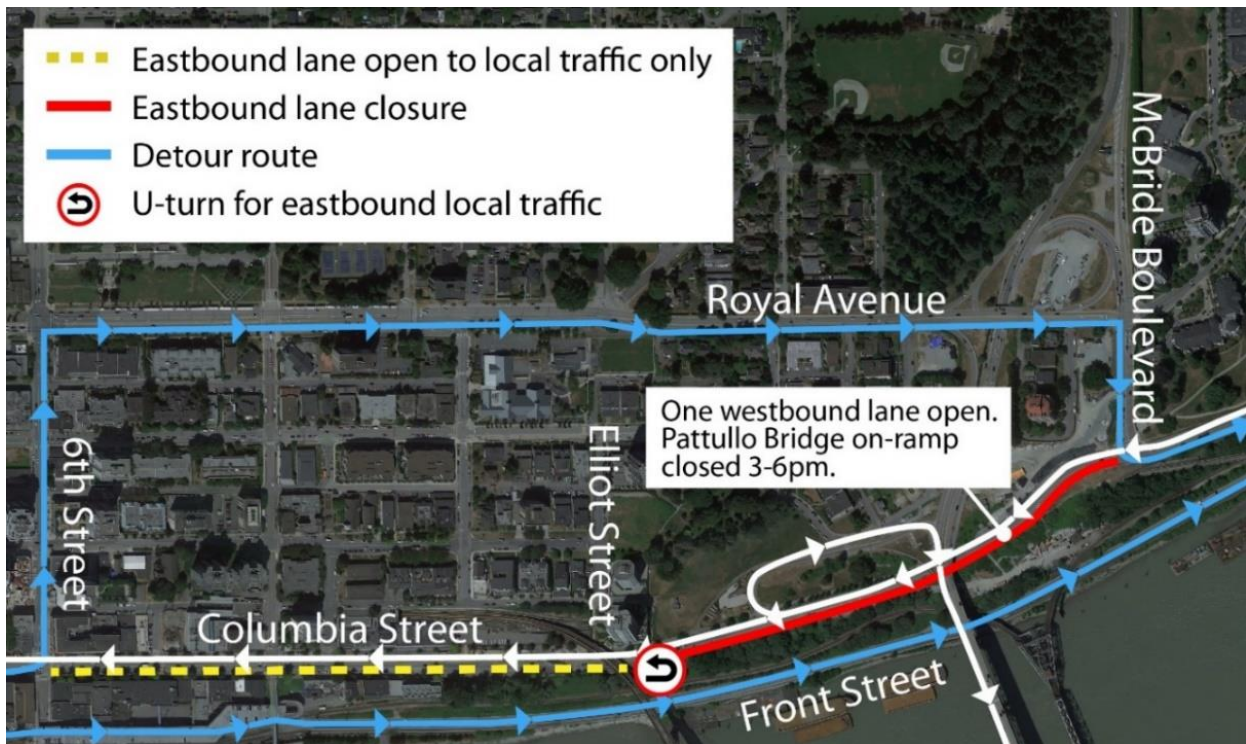 Eastbound lane open to local traffic only
Eastbound lane closure
Detour route
U-turn for eastbound local traffic
McBride Boulevard
Royal Avenue
One westbound lane open.
Pattullo Bridge on-ramp
closed 3-6pm.
6th Street
Elliot Street
Columbia Street
Front Street